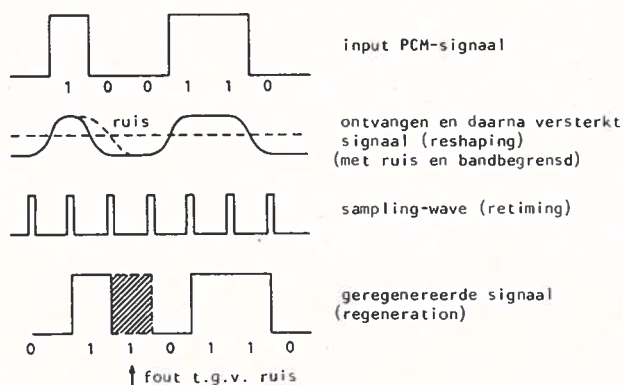 input PCM-signaal
1 0 0 1 1 0
ruis
ontvangen en daarna versterkt
signaal (reshaping)
(met ruis en bandbegrensd)
sampling-wave (retiming)
geregenereerde signaal
(regeneration)
0 1 1 0 1 1 0
fout t.g.v. ruis